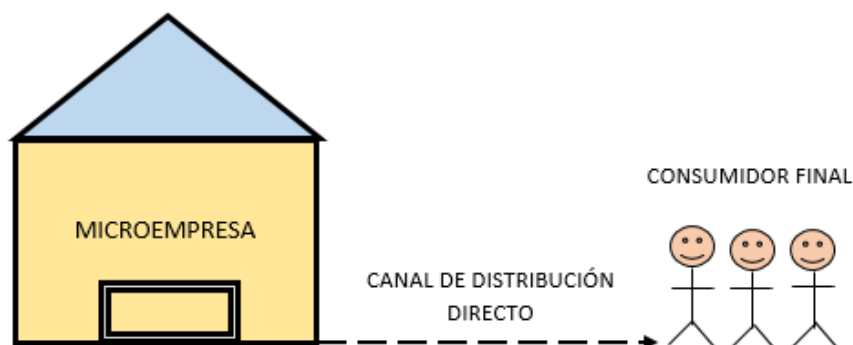 CONSUMIDOR FINAL
MICROEMPRESA
CANAL DE DISTRIBUCIÓN
DIRECTO